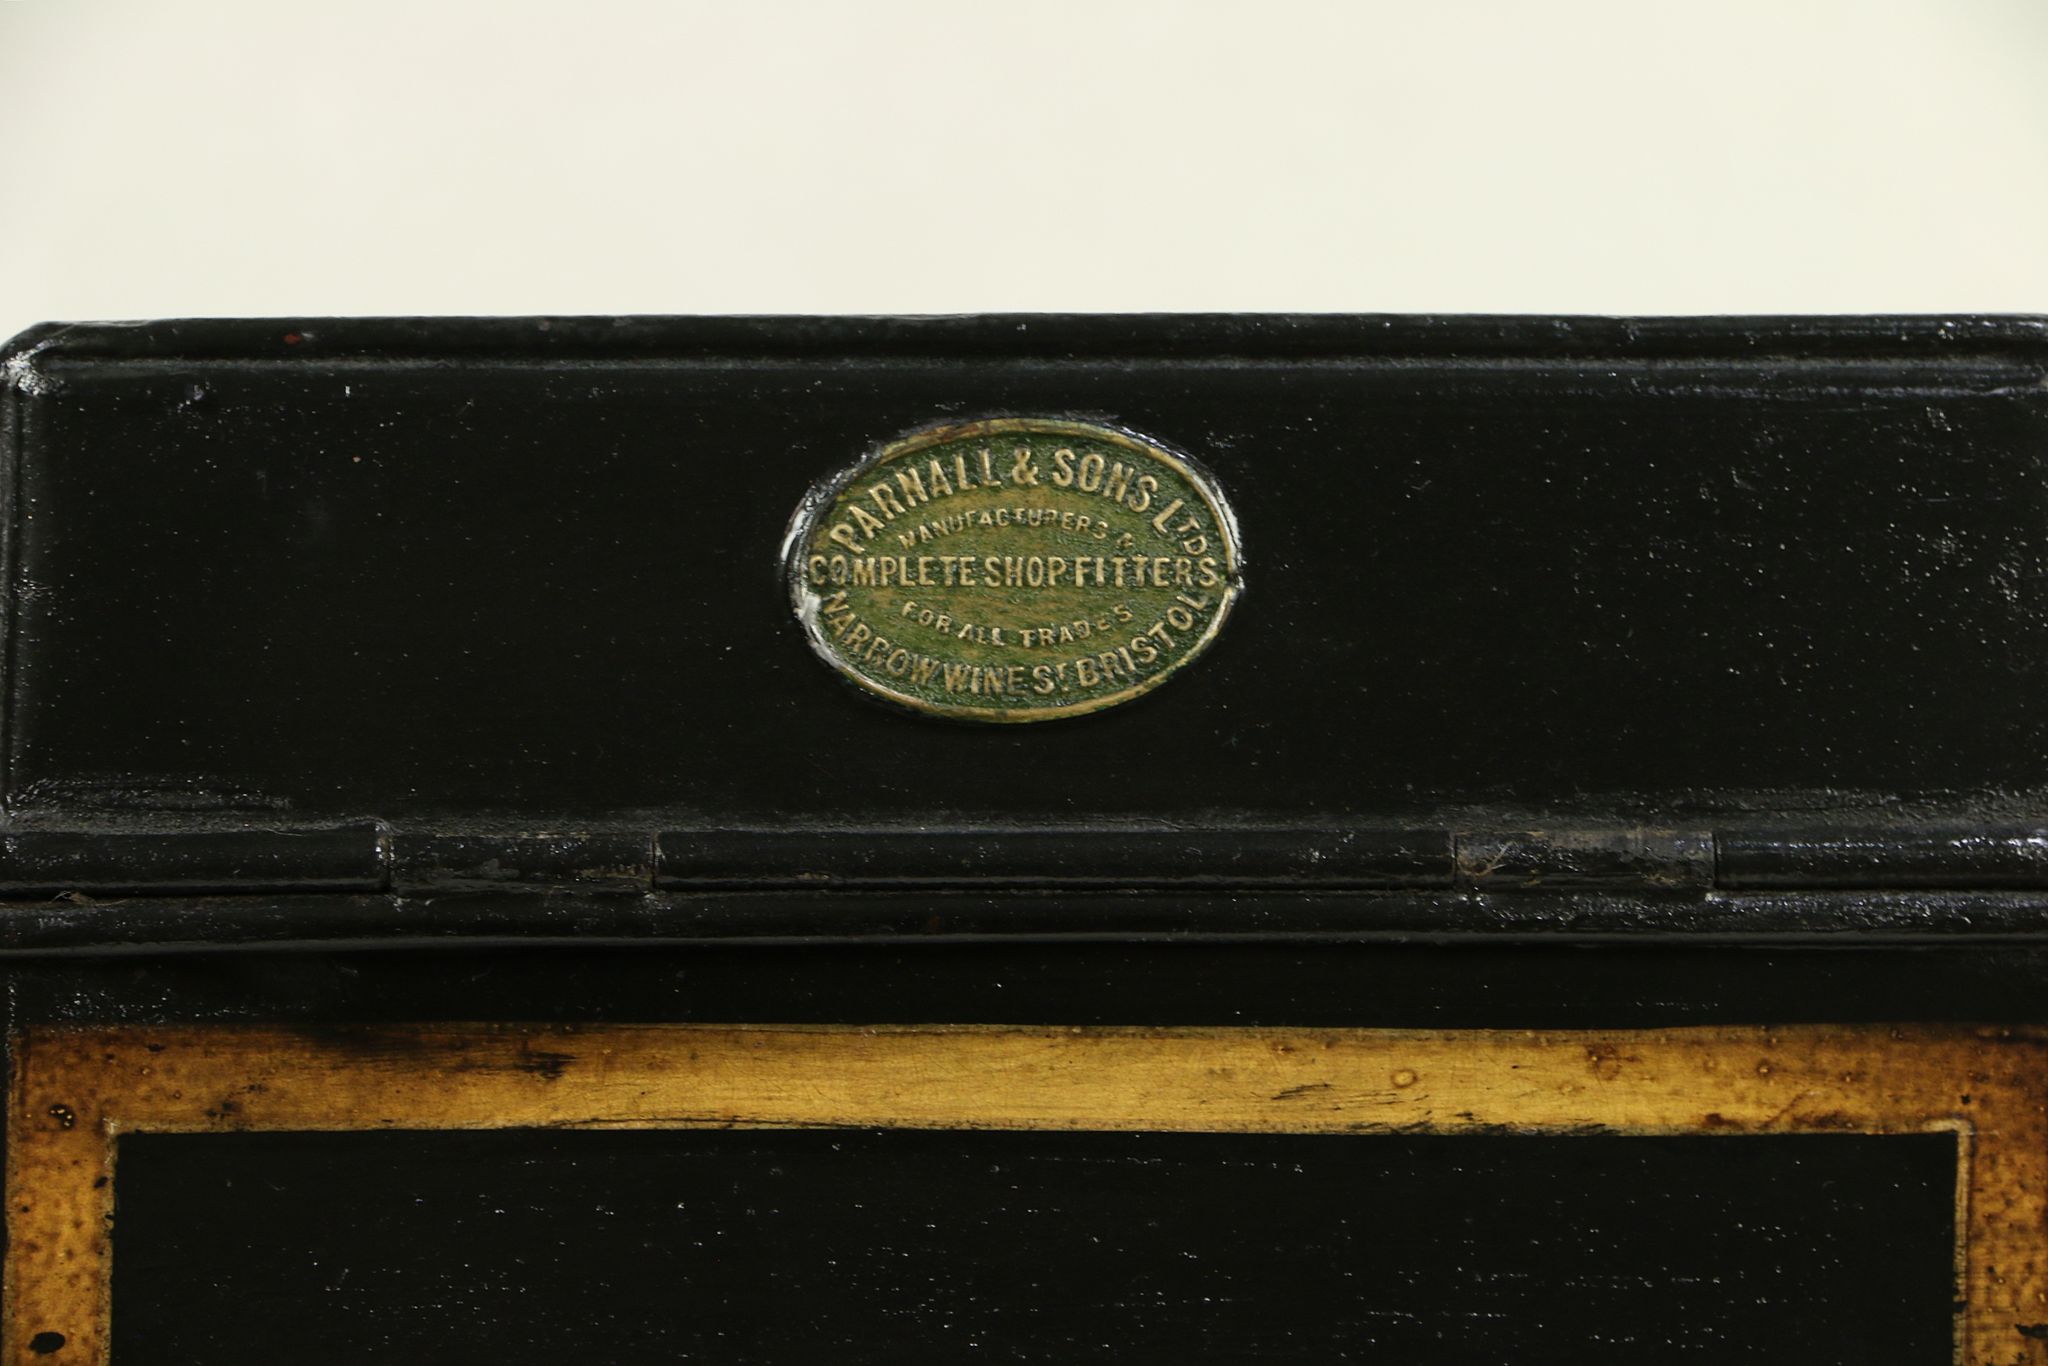 PARNALL & SONS LTD
MANUFACTURERS &
COMPLETE SHOP FITTERS
FOR ALL TRADES
NARROW WINE ST BRISTOL